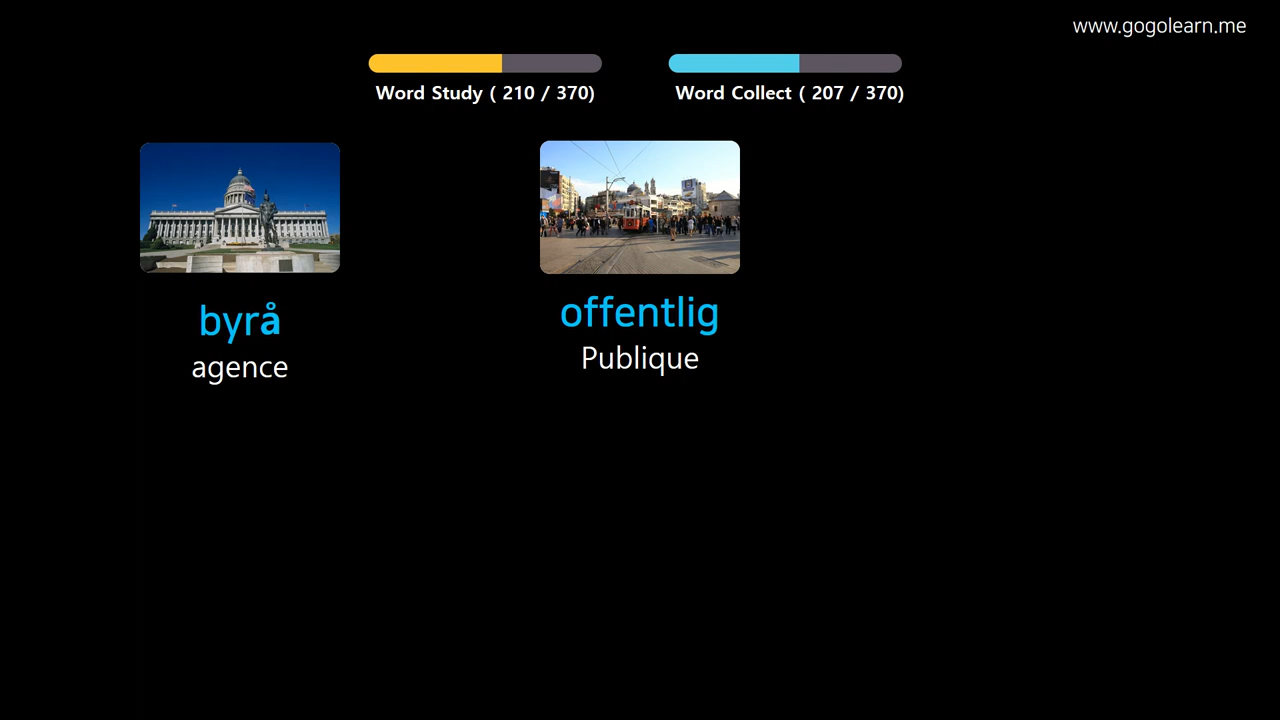 www.gogolearn.me
Word Study ( 210 / 370)
Word Collect ( 207 / 370)
byrå
agence
offentlig
Publique